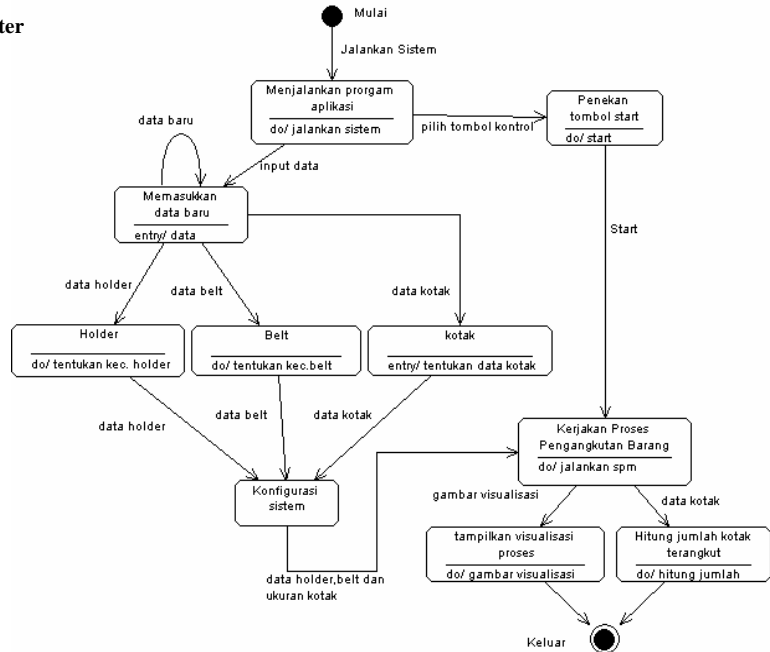 Mulai
ter
Jalankan Sistem
Menjalankan prorgam
aplikasi
do/ jalankan sistem
Penekan
tombol start
do/ start
pilih tombol kontrol
data baru
input data
Memasukkan
data baru
entry/ data
Start
data holder
data belt
data kotak
Holder
do/ tentukan kec. holder
Belt
do/ tentukan kec.belt
kotak
entry/ tentukan data kotak
data holder
data belt
data kotak
Kerjakan Proses
Pengangkutan Barang
do/ jalankan spm
Konfigurasi
sistem
gambar visualisasi
data kotak
tampilkan visualisasi
proses
do/ gambar visualisasi
Hitung jumlah kotak
terangkut
do/ hitung jumlah
data holder,belt dan
ukuran kotak
Keluar